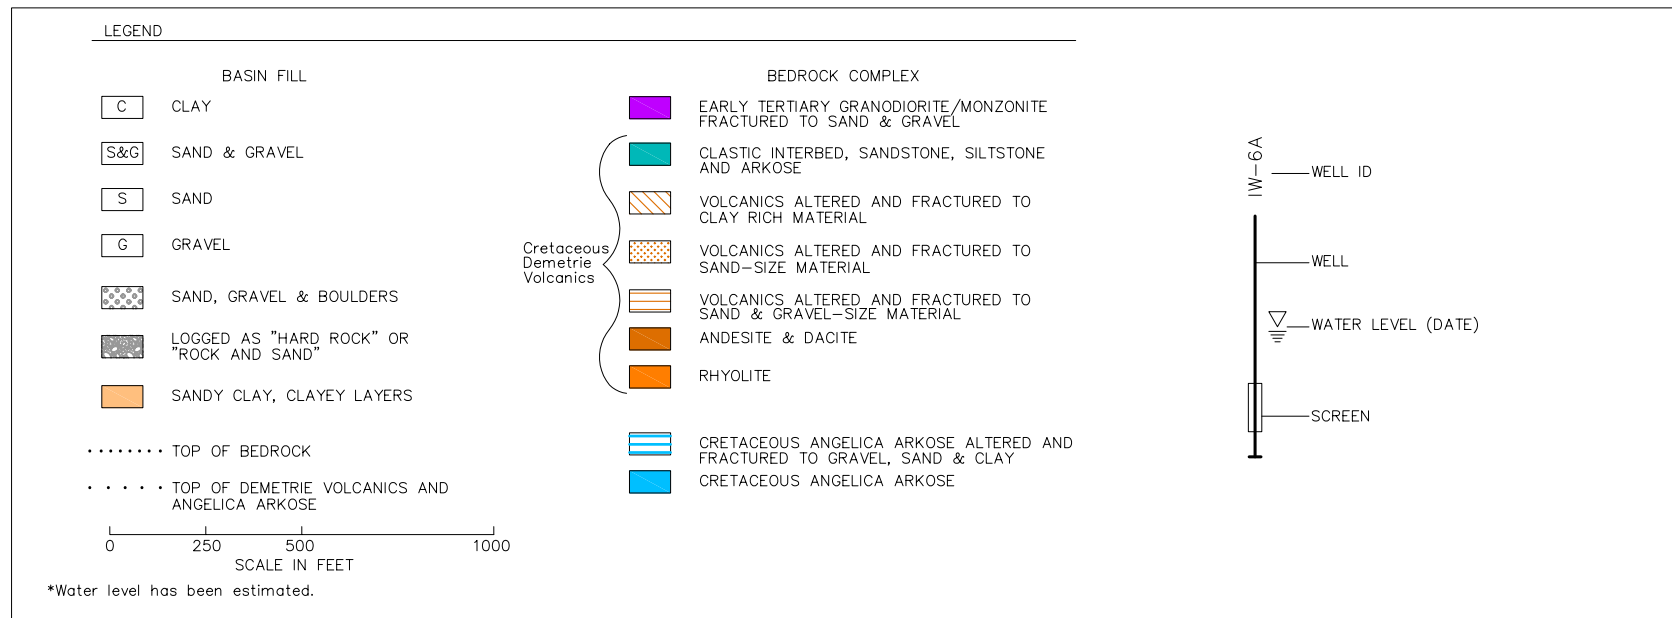 LEGEND
BASIN FILL
C CLAY
S&G SAND & GRAVEL
S SAND
G GRAVEL
SAND, GRAVEL & BOULDERS
LOGGED AS "HARD ROCK" OR
"ROCK AND SAND"
SANDY CLAY, CLAYEY LAYERS
TOP OF BEDROCK
TOP OF DEMETRIE VOLCANICS AND
ANGELICA ARKOSE
0 250 500 1000
SCALE IN FEET
*Water level has been estimated.
BEDROCK COMPLEX
EARLY TERTIARY GRANODIORITE/MONZONITE
FRACTURED TO SAND & GRAVEL
Cretaceous
Demetrie
Volcanics
CLASTIC INTERBED, SANDSTONE, SILTSTONE
AND ARKOSE
VOLCANICS ALTERED AND FRACTURED TO
CLAY RICH MATERIAL
VOLCANICS ALTERED AND FRACTURED TO
SAND-SIZE MATERIAL
VOLCANICS ALTERED AND FRACTURED TO
SAND & GRAVEL-SIZE MATERIAL
ANDESITE & DACITE
RHYOLITE
CRETACEOUS ANGELICA ARKOSE ALTERED AND
FRACTURED TO GRAVEL, SAND & CLAY
CRETACEOUS ANGELICA ARKOSE
IW-6A
WELL ID
WELL
WATER LEVEL (DATE)
SCREEN